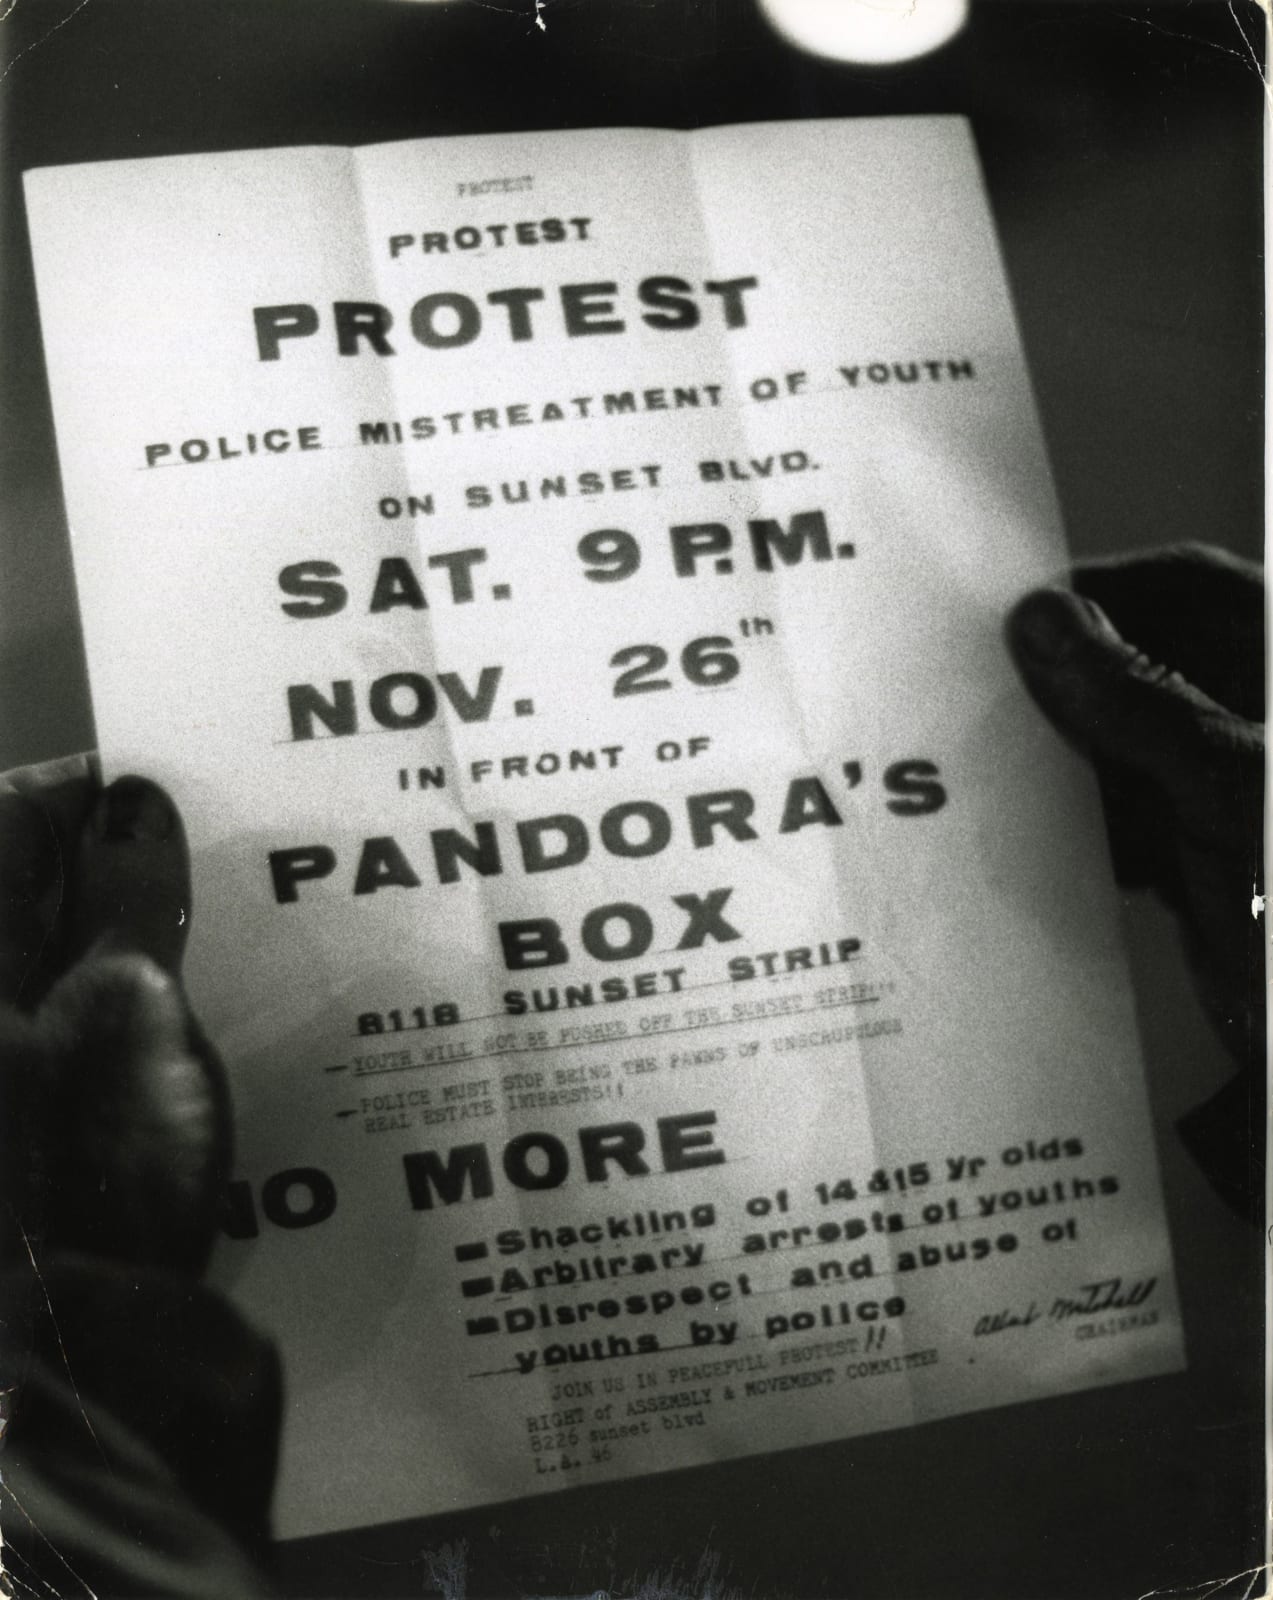 PROTEST
PROTEST
PROTEST
POLICE MISTREATMENT OF YOUTH
ON SUNSET BLVD.
SAT. 9 P.M.
NOV. 26th
IN FRONT OF
PANDORA'S
BOX
8118 SUNSET STRIP
—YOUTH WILL NOT BE PUSHED OFF THE SUNSET STRIP!!
—POLICE MUST STOP BEING THE PAWNS OF UNSCRUPULOUS
REAL ESTATE INTERESTS!!
NO MORE
Shackling of 14 &15 yr olds
Arbitrary arrests of youths
Disrespect and abuse of
youths by police
JOIN US IN PEACEFULL PROTEST!!
RIGHT of ASSEMBLY & MOVEMENT COMMITTEE
8226 sunset blvd
L.A. 46
Mitchell
CHAIRMAN